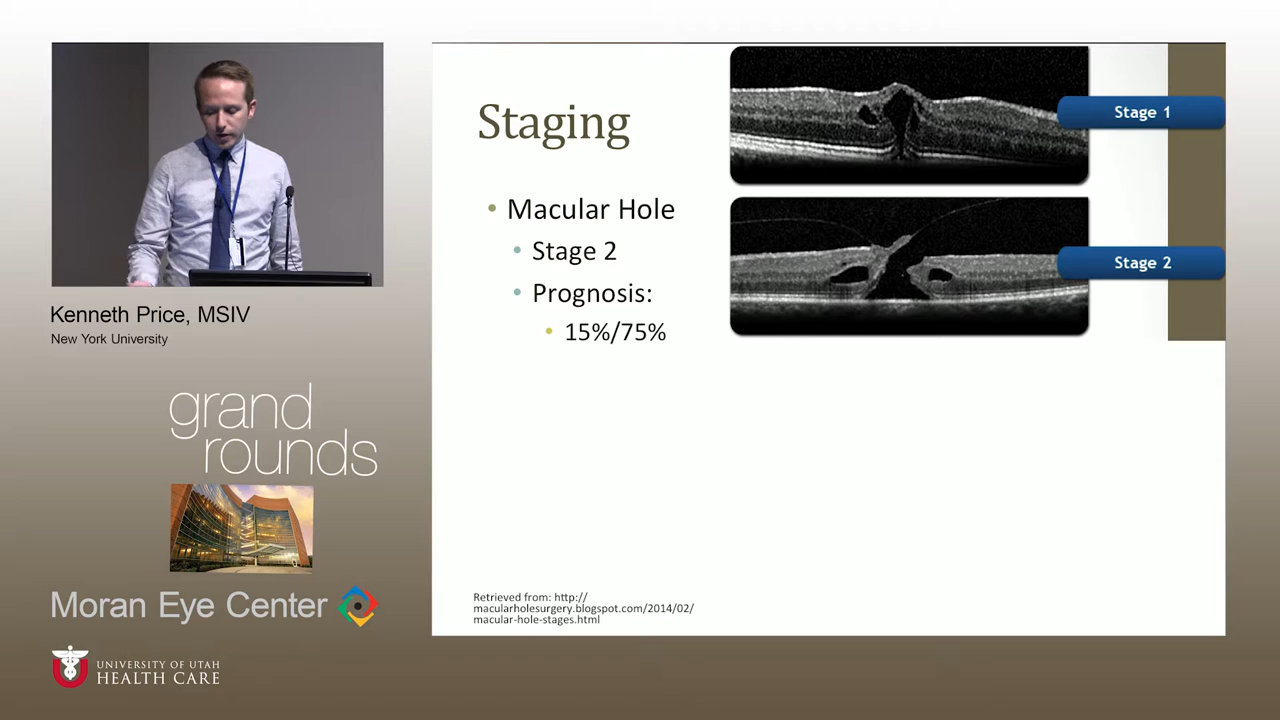 Staging
• Macular Hole
• Stage 2
• Prognosis:
• 15%/75%
Stage 1
Stage 2
Retrieved from: http://
macularholesurgery.blogspot.com/2014/02/
macular-hole-stages.html
Kenneth Price, MSIV
New York University
grand
rounds
Moran Eye Center
UNIVERSITY OF UTAH
HEALTH CARE